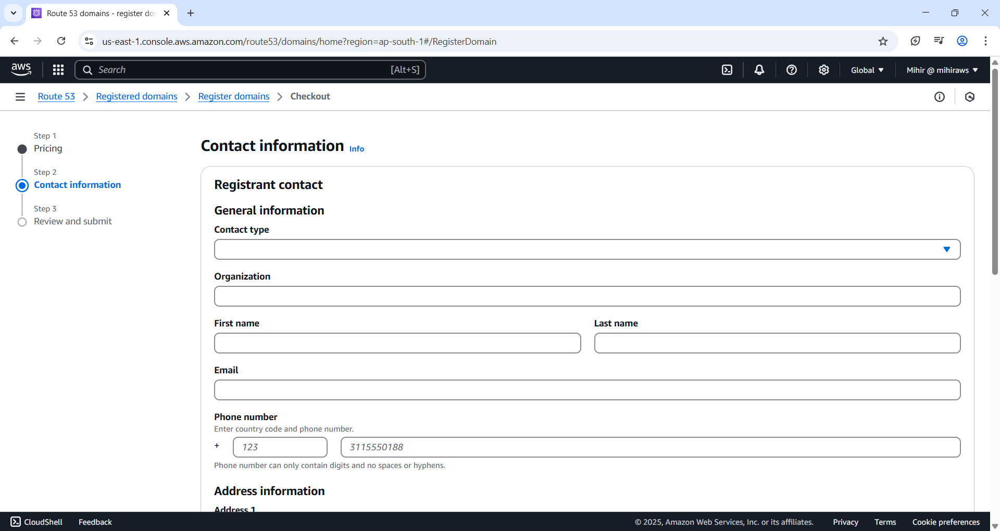 Route 53 domains - register do
us-east-1.console.aws.amazon.com/route53/domains/home?region=ap-south-1#/RegisterDomain
aws
Search [Alt+S]
Global
Mihir @ mihiraws
Route 53 > Registered domains > Register domains > Checkout
Step 1
Pricing
Step 2
Contact information
Step 3
Review and submit
Contact information Info
Registrant contact
General information
Contact type
Organization
First name
Last name
Email
Phone number
Enter country code and phone number.
+ 123 3115550188
Phone number can only contain digits and no spaces or hyphens.
Address information
Address 1
CloudShell Feedback © 2025, Amazon Web Services, Inc. or its affiliates. Privacy Terms Cookie preferences